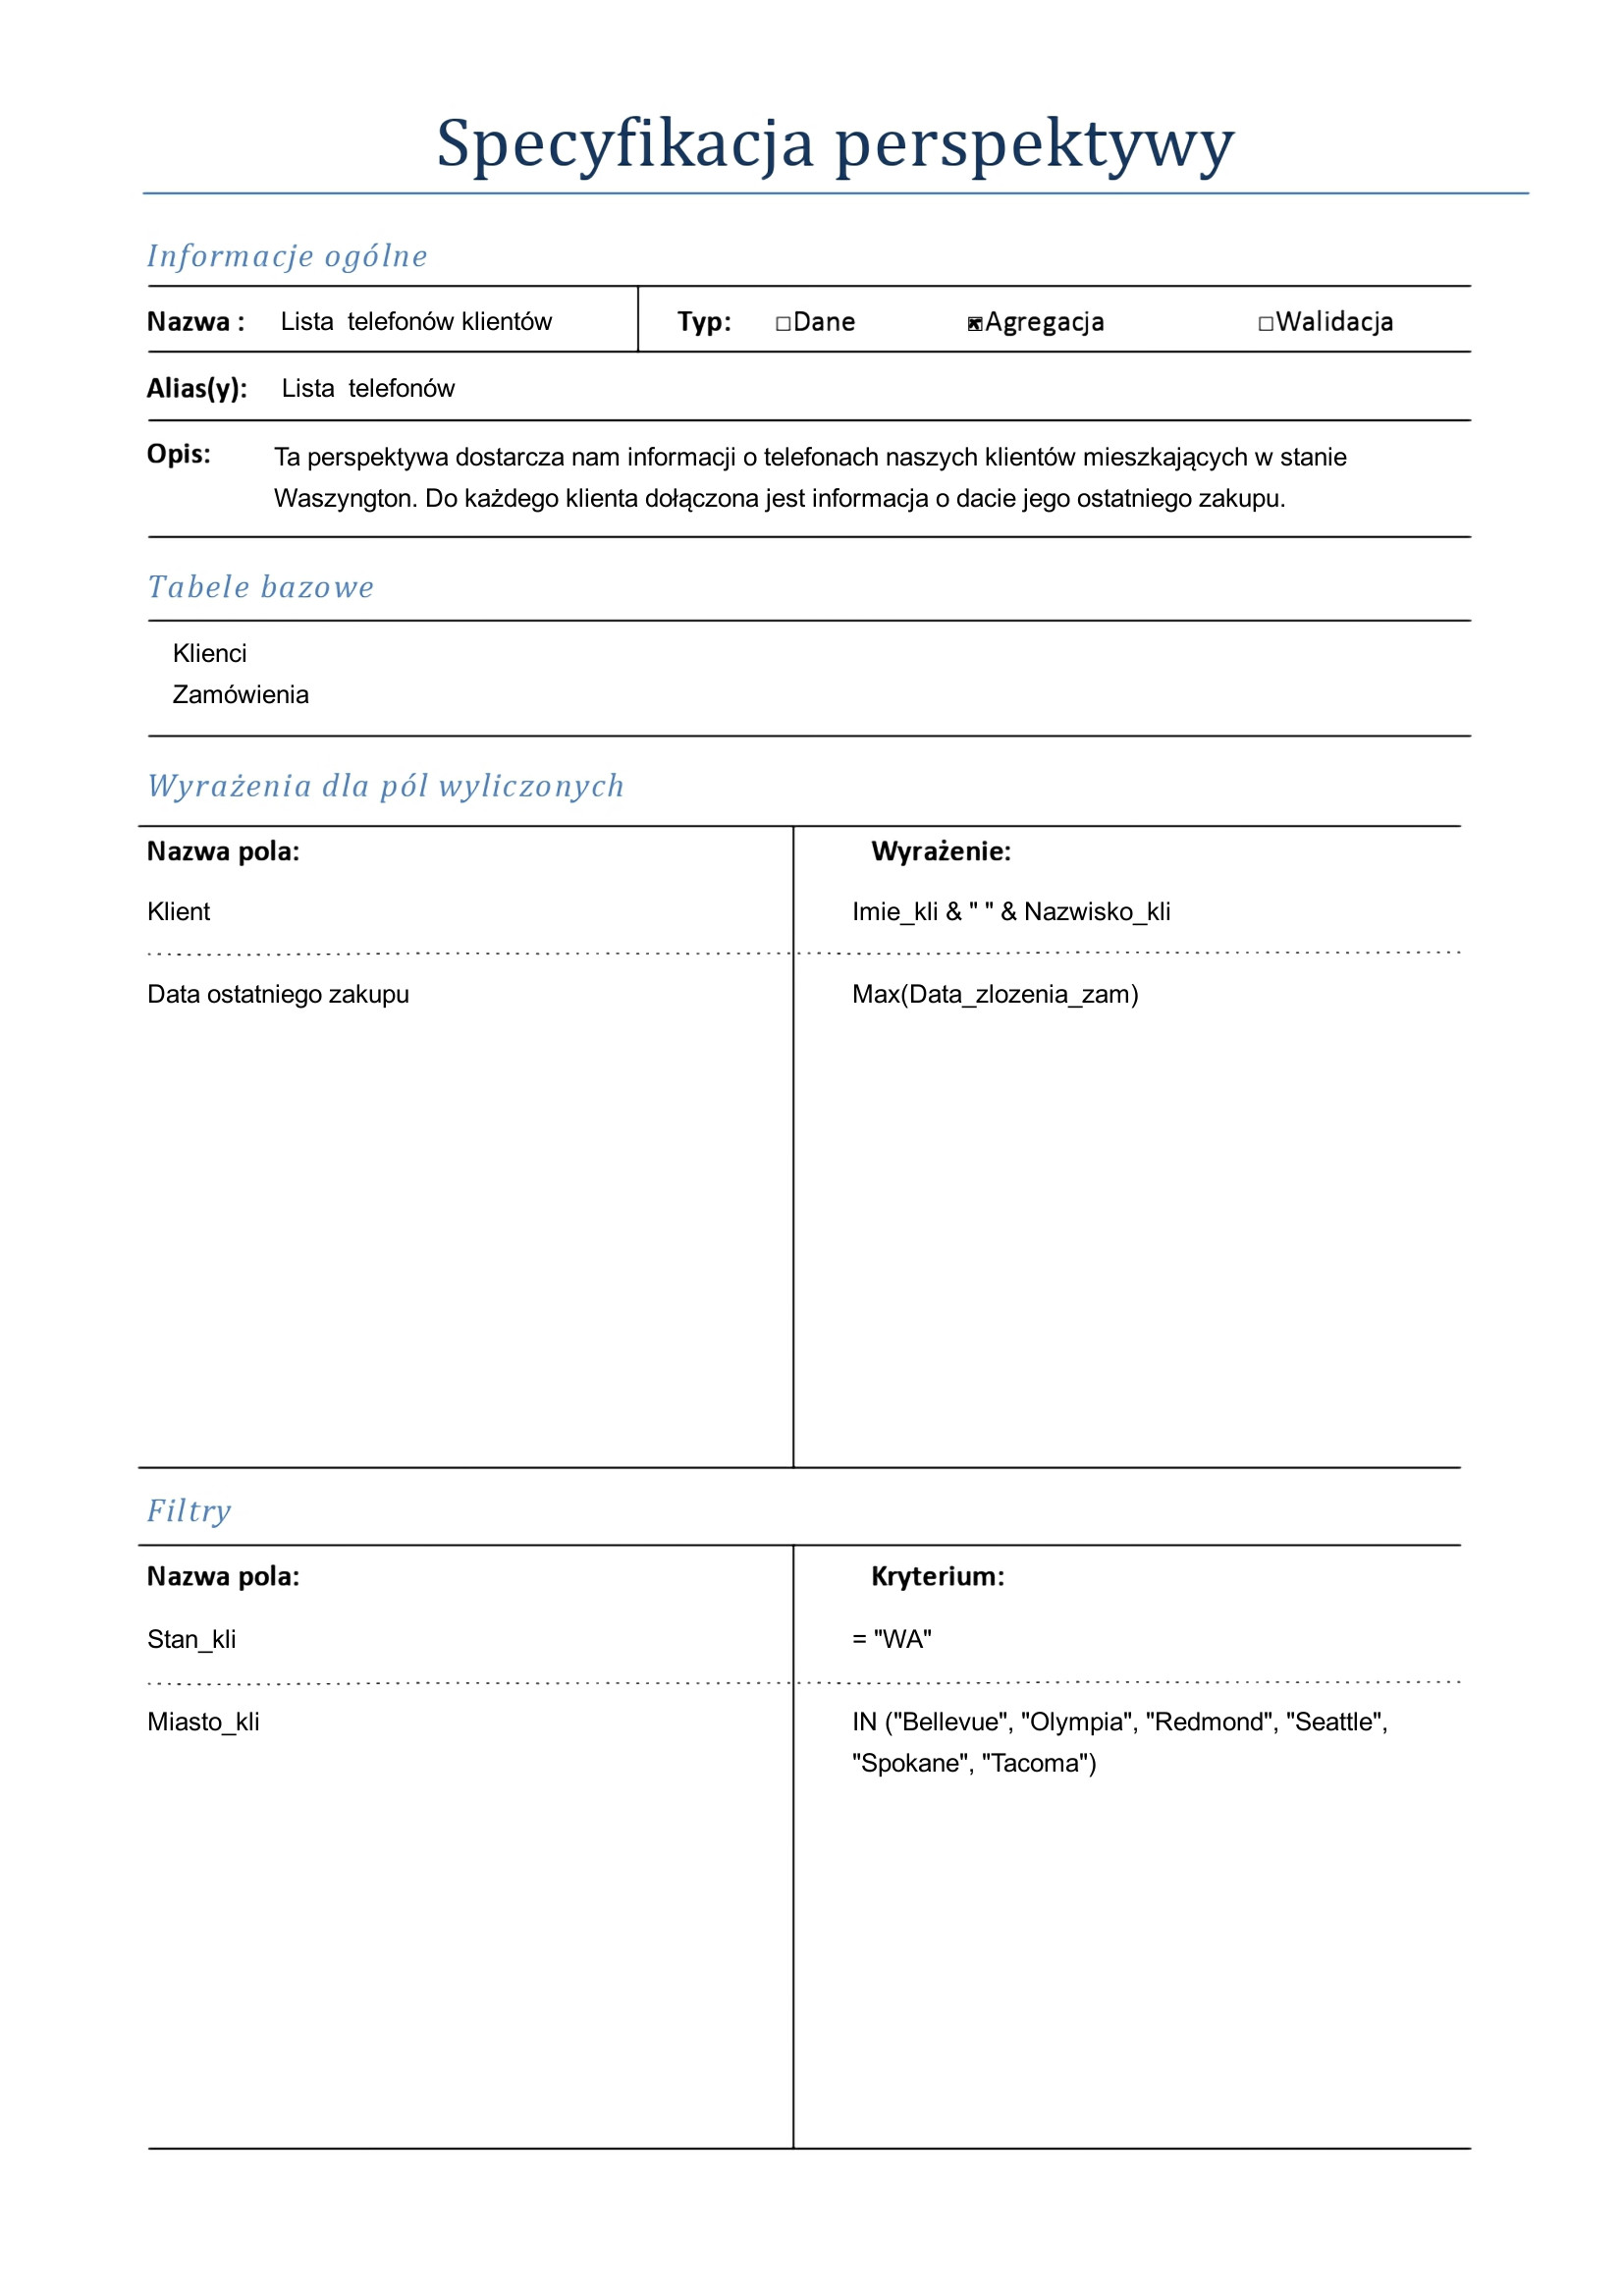 Specyfikacja perspektywy
Informacje ogólne
Nazwa : Lista telefonów klientów Typ: ☐Dane ☒Agregacja ☐Walidacja
Alias(y): Lista telefonów
Opis: Ta perspektywa dostarcza nam informacji o telefonach naszych klientów mieszkających w stanie
Waszyngton. Do każdego klienta dołączona jest informacja o dacie jego ostatniego zakupu.
Tabele bazowe
Klienci
Zamówienia
Wyrażenia dla pól wyliczonych
Nazwa pola: Wyrażenie:
Klient Imie_kli & " " & Nazwisko_kli
Data ostatniego zakupu Max(Data_zlozenia_zam)
Filtry
Nazwa pola: Kryterium:
Stan_kli = "WA"
Miasto_kli IN ("Bellevue", "Olympia", "Redmond", "Seattle",
"Spokane", "Tacoma")